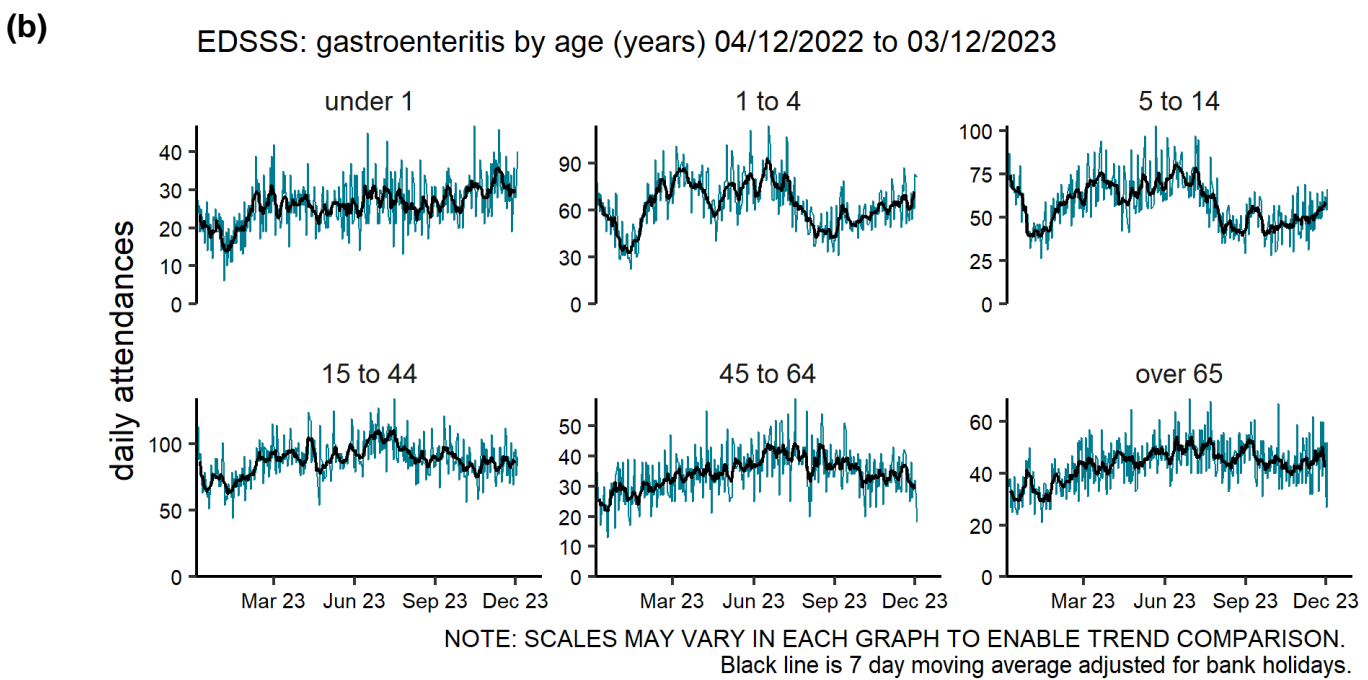 (b)
EDSSS: gastroenteritis by age (years) 04/12/2022 to 03/12/2023
under 1
1 to 4
5 to 14
40
30
20
10
0
90
60
30
0
100
75
50
25
0
daily attendances
15 to 44
45 to 64
over 65
100
50
0
50
40
30
20
10
0
60
40
20
0
Mar 23 Jun 23 Sep 23 Dec 23
Mar 23 Jun 23 Sep 23 Dec 23
Mar 23 Jun 23 Sep 23 Dec 23
NOTE: SCALES MAY VARY IN EACH GRAPH TO ENABLE TREND COMPARISON.
Black line is 7 day moving average adjusted for bank holidays.